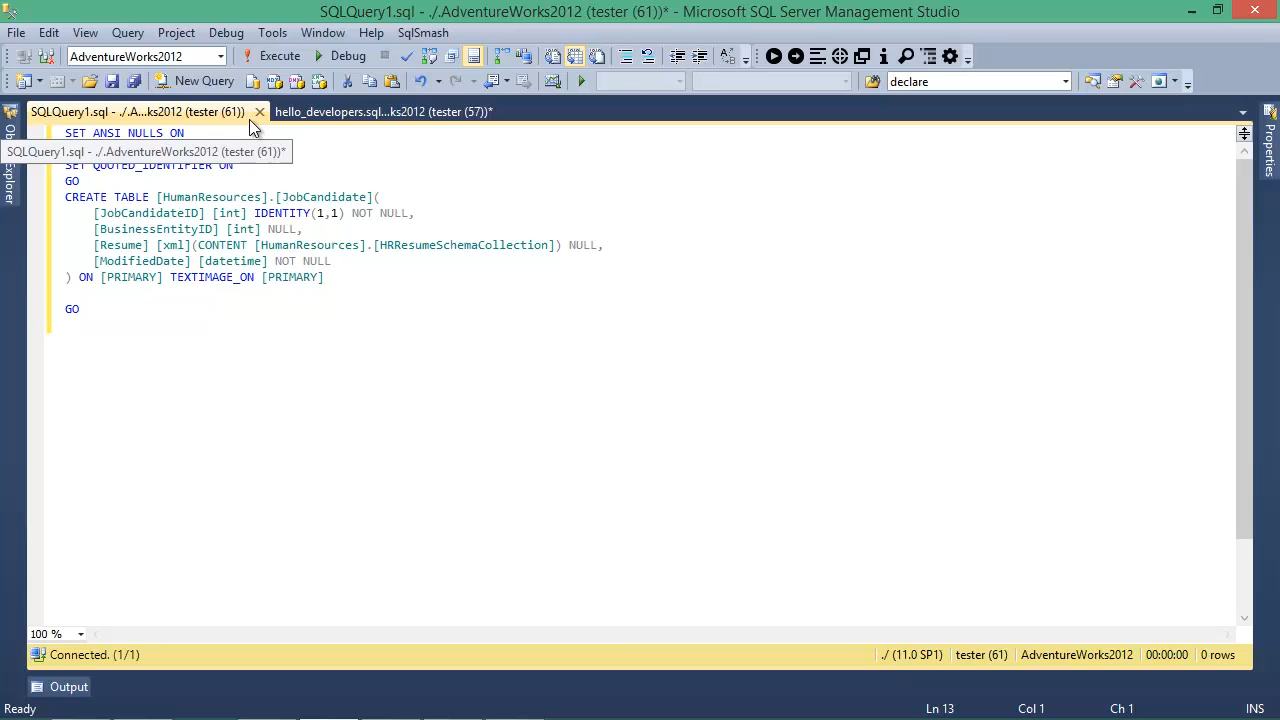 SQLQuery1.sql - ./.AdventureWorks2012 (tester (61))* - Microsoft SQL Server Management Studio
File Edit View Query Project Debug Tools Window Help SqlSmash
AdventureWorks2012 Execute Debug
New Query declare
SQLQuery1.sql - ./.A...ks2012 (tester (61)) hello_developers.sql...ks2012 (tester (57))*
SET ANSI_NULLS ON
SQLQuery1.sql - ./.AdventureWorks2012 (tester (61))*
SET QUOTED_IDENTIFIER ON
GO
CREATE TABLE [HumanResources].[JobCandidate](
[JobCandidateID] [int] IDENTITY(1,1) NOT NULL,
[BusinessEntityID] [int] NULL,
[Resume] [xml](CONTENT [HumanResources].[HRResumeSchemaCollection]) NULL,
[ModifiedDate] [datetime] NOT NULL
) ON [PRIMARY] TEXTIMAGE_ON [PRIMARY]
GO
Explorer
Properties
100 %
Connected. (1/1) ./ (11.0 SP1) tester (61) AdventureWorks2012 00:00:00 0 rows
Output
Ready Ln 13 Col 1 Ch 1 INS